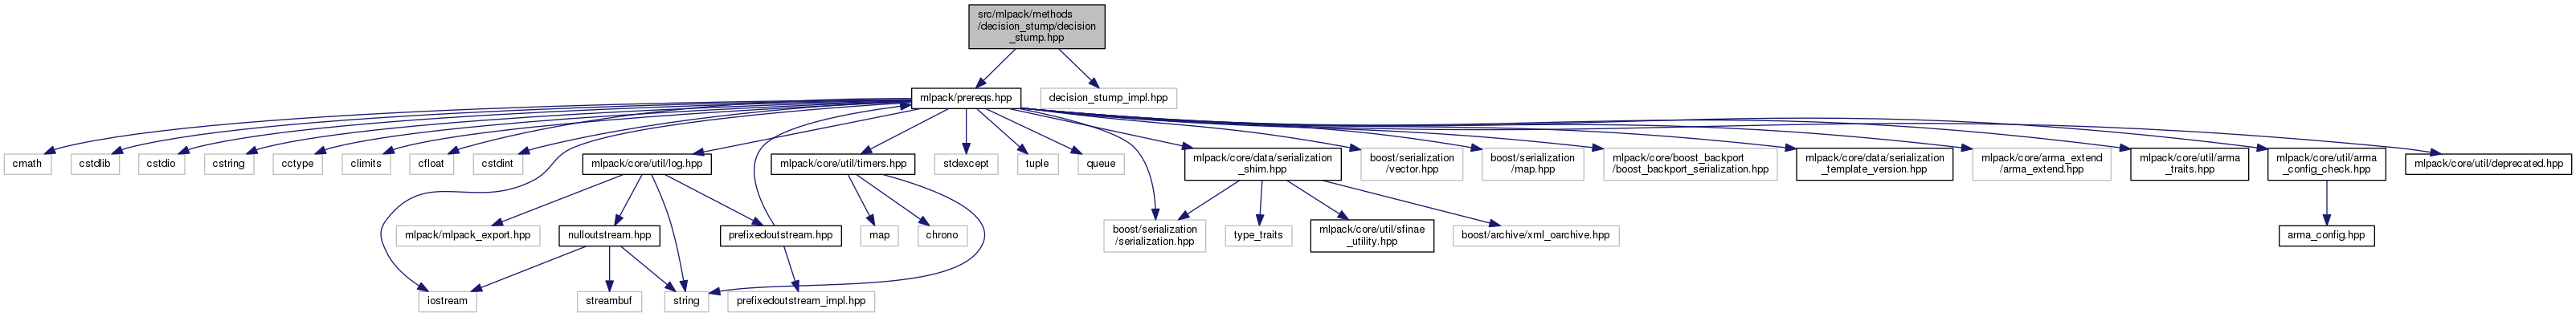 src/mlpack/methods
/decision_stump/decision
_stump.hpp
mlpack/prereqs.hpp
decision_stump_impl.hpp
cmath
cstdlib
cstdio
cstring
cctype
climits
cfloat
cstdint
mlpack/core/util/log.hpp
mlpack/core/util/timers.hpp
stdexcept
tuple
queue
mlpack/core/data/serialization
_shim.hpp
boost/serialization
/vector.hpp
boost/serialization
/map.hpp
mlpack/core/boost_backport
/boost_backport_serialization.hpp
mlpack/core/data/serialization
_template_version.hpp
mlpack/core/arma_extend
/arma_extend.hpp
mlpack/core/util/arma
_traits.hpp
mlpack/core/util/arma
_config_check.hpp
mlpack/core/util/deprecated.hpp
mlpack/mlpack_export.hpp
nulloutstream.hpp
prefixedoutstream.hpp
map
chrono
boost/serialization
/serialization.hpp
type_traits
mlpack/core/util/sfinae
_utility.hpp
boost/archive/xml_oarchive.hpp
arma_config.hpp
iostream
streambuf
string
prefixedoutstream_impl.hpp